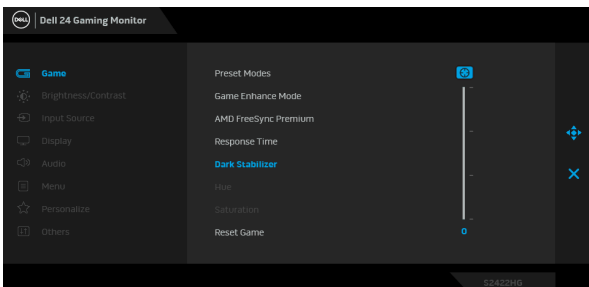 DELL
Dell 24 Gaming Monitor
Game
Brightness/Contrast
Input Source
Display
Audio
Menu
Personalize
Others
Preset Modes
Game Enhance Mode
AMD FreeSync Premium
Response Time
Dark Stabilizer
Hue
Saturation
Reset Game
0
S2422HG